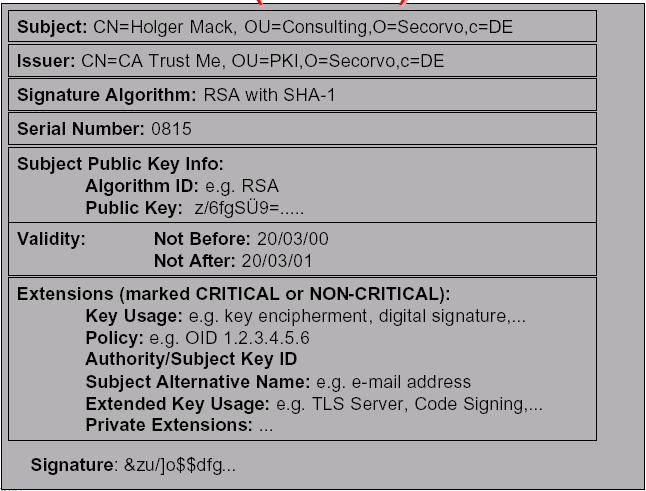 Subject: CN=Holger Mack, OU=Consulting,O=Secorvo,c=DE
Issuer: CN=CA Trust Me, OU=PKI,O=Secorvo,c=DE
Signature Algorithm: RSA with SHA-1
Serial Number: 0815
Subject Public Key Info:
Algorithm ID: e.g. RSA
Public Key: z/6fgSÜ9=.....
Validity: Not Before: 20/03/00
Not After: 20/03/01
Extensions (marked CRITICAL or NON-CRITICAL):
Key Usage: e.g. key encipherment, digital signature,...
Policy: e.g. OID 1.2.3.4.5.6
Authority/Subject Key ID
Subject Alternative Name: e.g. e-mail address
Extended Key Usage: e.g. TLS Server, Code Signing,...
Private Extensions: ...
Signature: &zu/]o$$dfg...